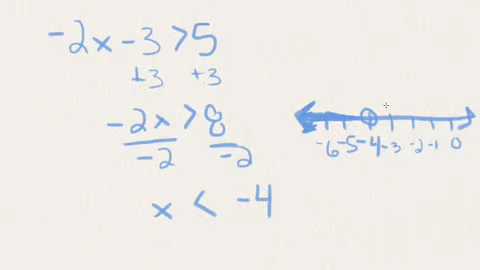 -2x - 3 > 5
+3 +3
-2x > 8
-2 -2
x < -4
-6 -5 -4 -3 -2 -1 0